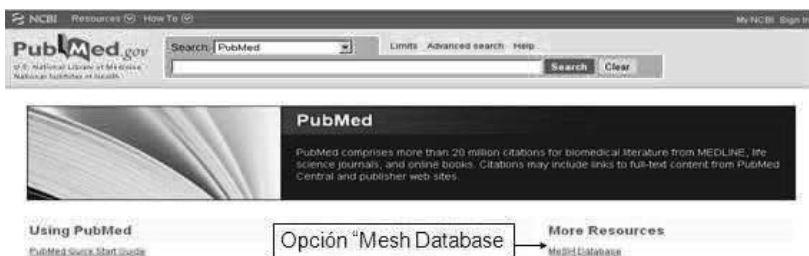 NCBI Resources How To My NCBI Sign In
PubMed.gov
U.S. National Library of Medicine
National Institutes of Health
Search: PubMed
Limits Advanced search Help
Search Clear
PubMed
PubMed comprises more than 20 million citations for biomedical literature from MEDLINE, life
science journals, and online books. Citations may include links to full-text content from PubMed
Central and publisher web sites.
Using PubMed
PubMed Quick Start Guide
Opción “Mesh Database
More Resources
MeSH Database